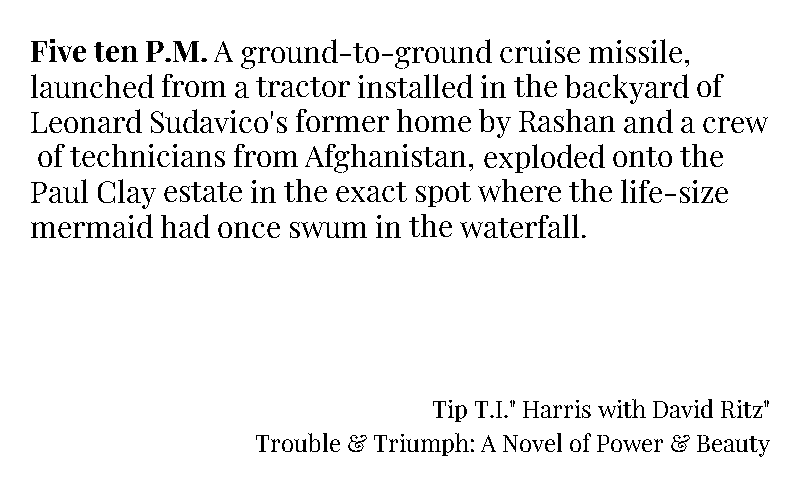 Five ten P.M. A ground-to-ground cruise missile,
launched from a tractor installed in the backyard of
Leonard Sudavico's former home by Rashan and a crew
of technicians from Afghanistan, exploded onto the
Paul Clay estate in the exact spot where the life-size
mermaid had once swum in the waterfall.
Tip T.I." Harris with David Ritz"
Trouble & Triumph: A Novel of Power & Beauty